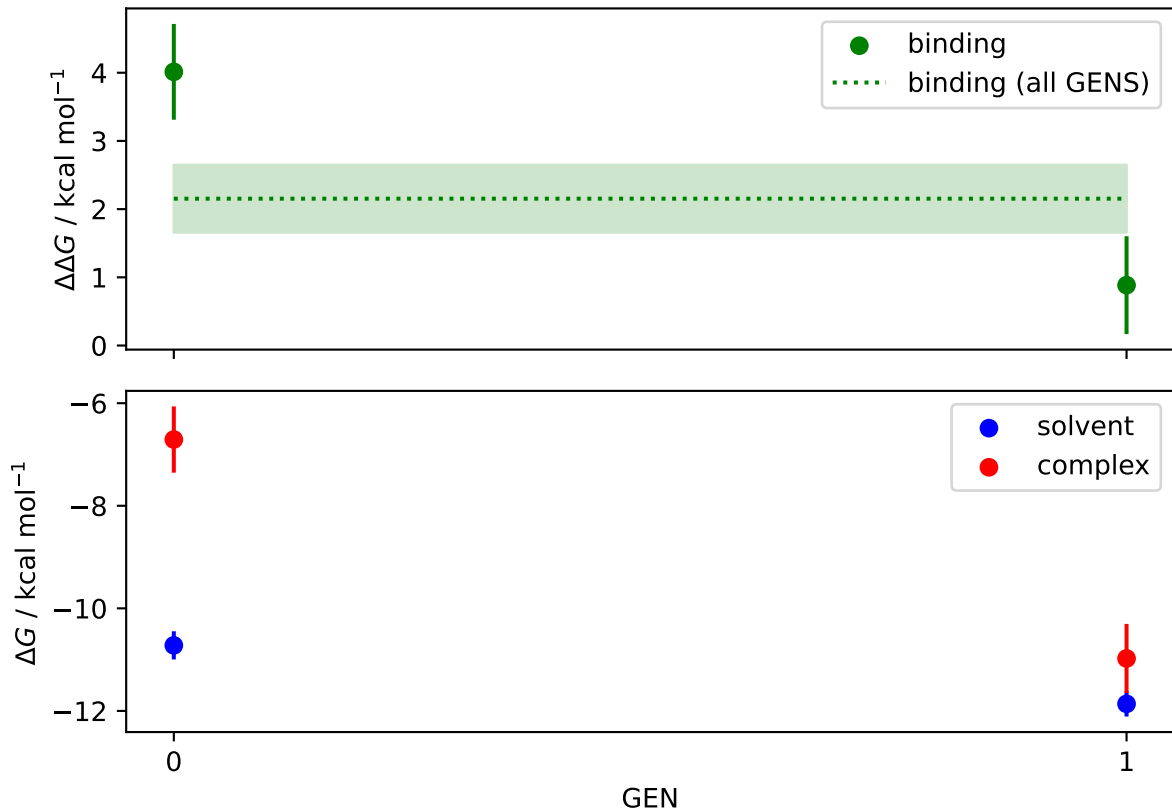 binding
binding (all GENS)
ΔΔG / kcal mol⁻¹
4
3
2
1
0
solvent
complex
ΔG / kcal mol⁻¹
−6
−8
−10
−12
0
1
GEN